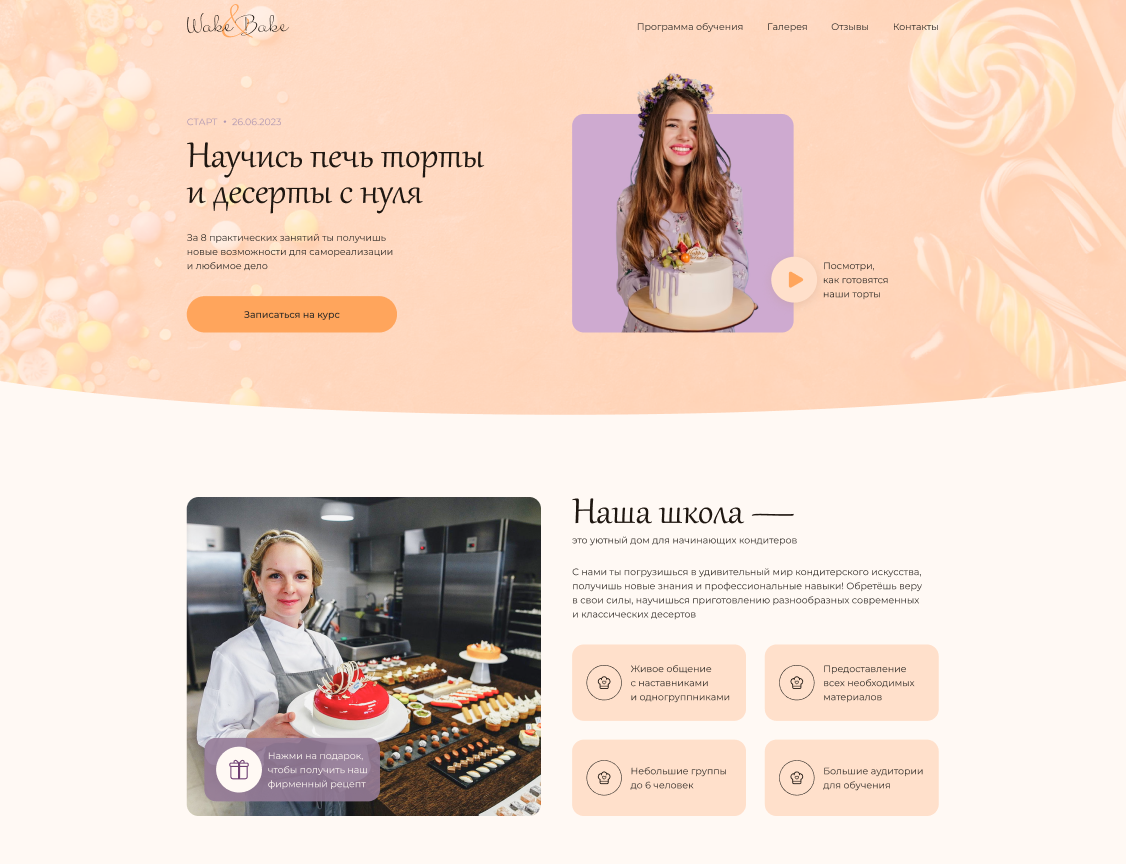 Wake & Bake
Программа обучения
Галерея
Отзывы
Контакты
СТАРТ • 26.06.2023
Научись печь торты
и десерты с нуля
За 8 практических занятий ты получишь
новые возможности для самореализации
и любимое дело
Записаться на курс
Посмотри,
как готовятся
наши торты
Нажми на подарок,
чтобы получить наш
фирменный рецепт
Наша школа —
это уютный дом для начинающих кондитеров
С нами ты погрузишься в удивительный мир кондитерского искусства,
получишь новые знания и профессиональные навыки! Обретёшь веру
в свои силы, научишься приготовлению разнообразных современных
и классических десертов
Живое общение
с наставниками
и одногруппниками
Предоставление
всех необходимых
материалов
Небольшие группы
до 6 человек
Большие аудитории
для обучения